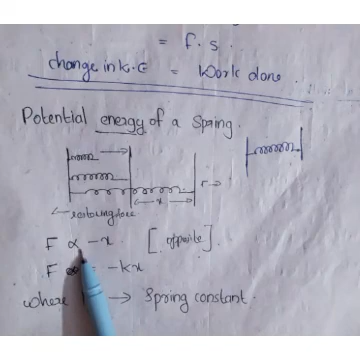 = F. S.
change in K.E = Work done.
Potential energy of a Spring.
x
← restoring force
F ∝ -x [opposite].
F = -kx
where → Spring constant.